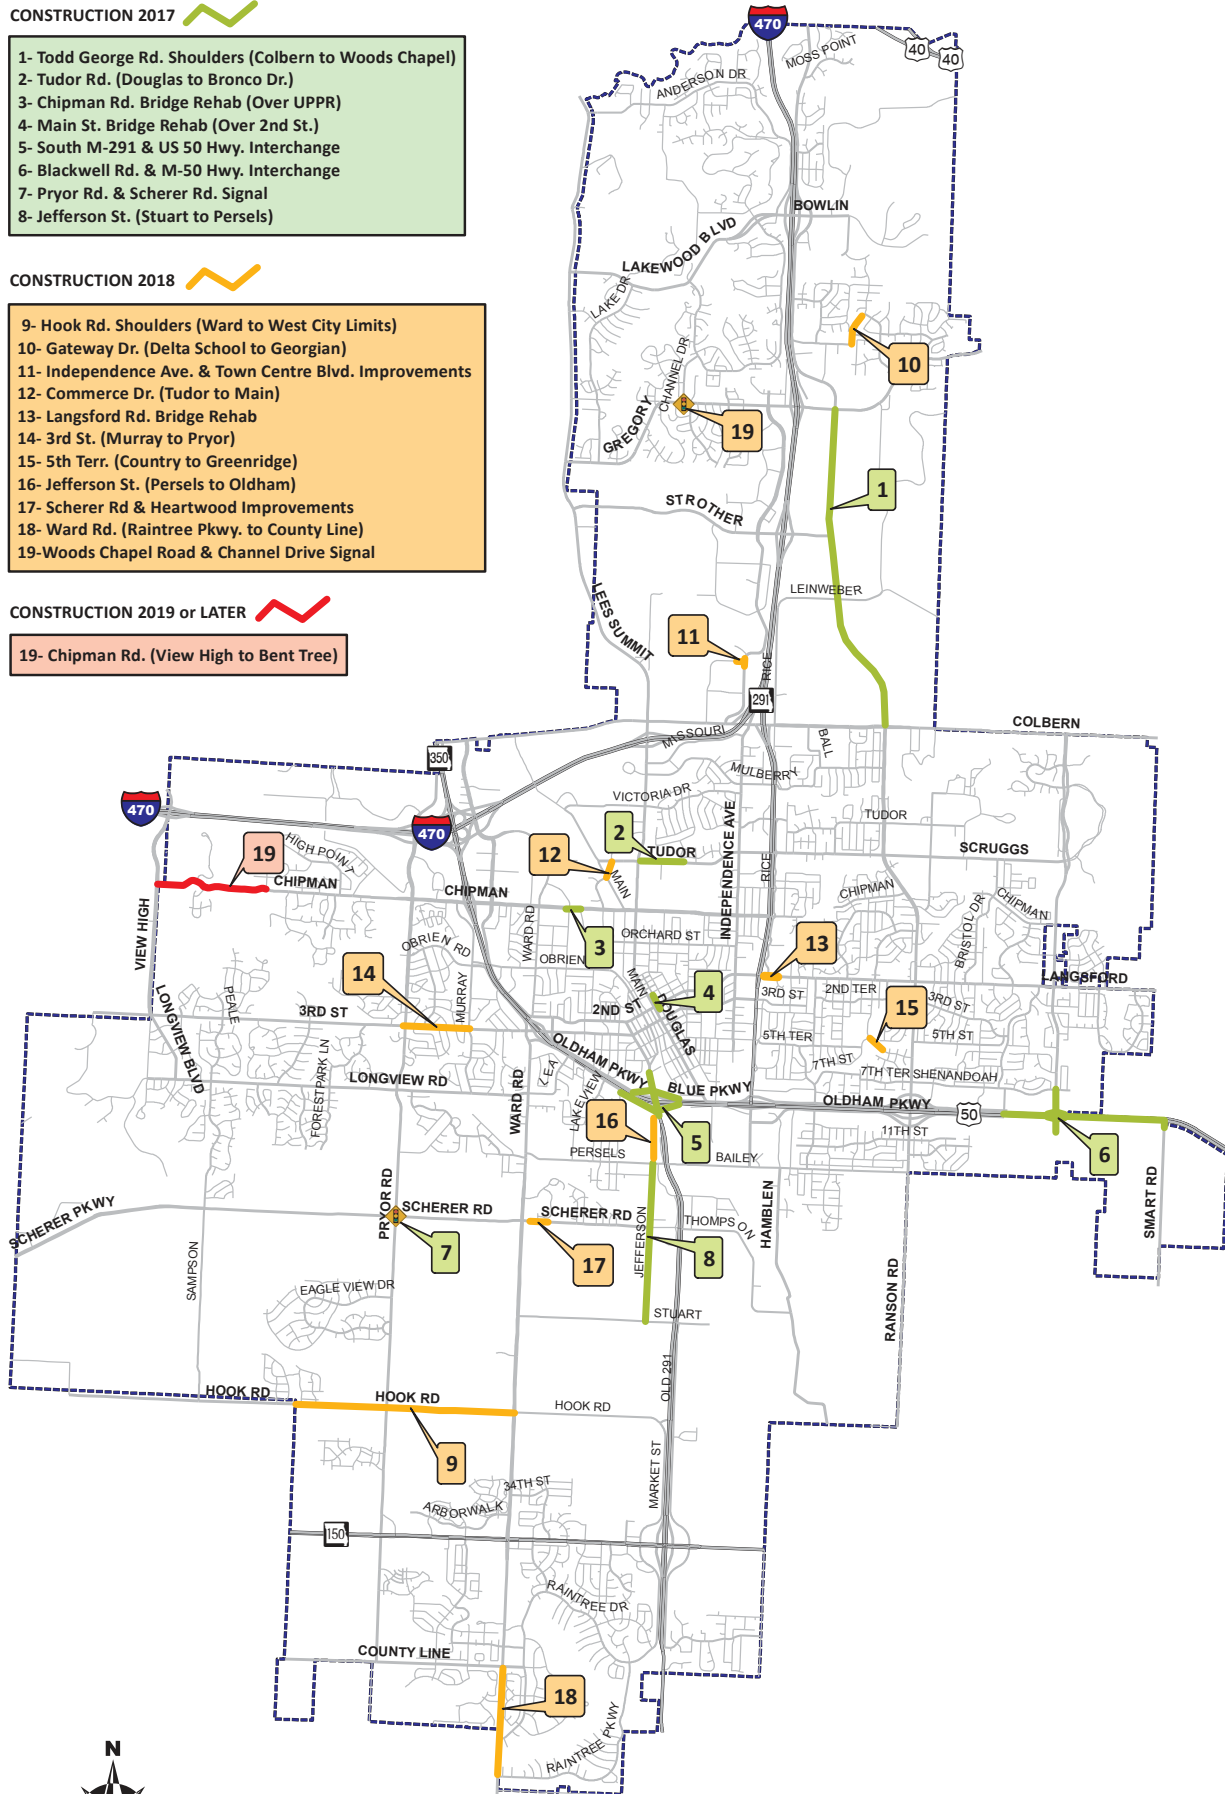 CONSTRUCTION 2017
1- Todd George Rd. Shoulders (Colbern to Woods Chapel)
2- Tudor Rd. (Douglas to Bronco Dr.)
3- Chipman Rd. Bridge Rehab (Over UPPR)
4- Main St. Bridge Rehab (Over 2nd St.)
5- South M-291 & US 50 Hwy. Interchange
6- Blackwell Rd. & M-50 Hwy. Interchange
7- Pryor Rd. & Scherer Rd. Signal
8- Jefferson St. (Stuart to Persels)
CONSTRUCTION 2018
9- Hook Rd. Shoulders (Ward to West City Limits)
10- Gateway Dr. (Delta School to Georgian)
11- Independence Ave. & Town Centre Blvd. Improvements
12- Commerce Dr. (Tudor to Main)
13- Langsford Rd. Bridge Rehab
14- 3rd St. (Murray to Pryor)
15- 5th Terr. (Country to Greenridge)
16- Jefferson St. (Persels to Oldham)
17- Scherer Rd & Heartwood Improvements
18- Ward Rd. (Raintree Pkwy. to County Line)
19-Woods Chapel Road & Channel Drive Signal
CONSTRUCTION 2019 or LATER
19- Chipman Rd. (View High to Bent Tree)
470
40
40
MOSS POINT
ANDERSON DR
BOWLIN
LAKEWOOD BLVD
LAKE DR
10
CHANNEL DR
GREGORY
19
1
STROTHER
LEINWEBER
LEES SUMMIT
11
RICE
291
COLBERN
MISSOURI
BALL
350
MULBERRY
VICTORIA DR
470
470
INDEPENDENCE AVE
TUDOR
2
TUDOR
SCRUGGS
12
MAIN
19
HIGH POINT
CHIPMAN
CHIPMAN
RICE
CHIPMAN
CHIPMAN
VIEW HIGH
WARD RD
3
ORCHARD ST
BRISTOL DR
OBRIEN RD
OBRIEN
13
LANGSFORD
14
MURRAY
MAIN
4
3RD ST
2ND TER
3RD ST
15
PEALE
3RD ST
2ND ST
DOUGLAS
5TH TER
5TH ST
LONGVIEW BLVD
OLDHAM PKWY
7TH ST
7TH TER
SHENANDOAH
FORESTPARK LN
LONGVIEW RD
LEA
LAKEVIEW
BLUE PKWY
OLDHAM PKWY
50
WARD RD
16
5
11TH ST
6
PERSELS
BAILEY
SCHERER PKWY
PRYOR RD
SCHERER RD
SCHERER RD
THOMPSON
HAMBLEN
SMART RD
7
17
JEFFERSON
8
SAMPSON
EAGLE VIEW DR
STUART
RANSON RD
OLD 291
HOOK RD
HOOK RD
HOOK RD
9
34TH ST
MARKET ST
ARBORWALK
150
RAINTREE DR
COUNTY LINE
18
RAINTREE PKWY
N